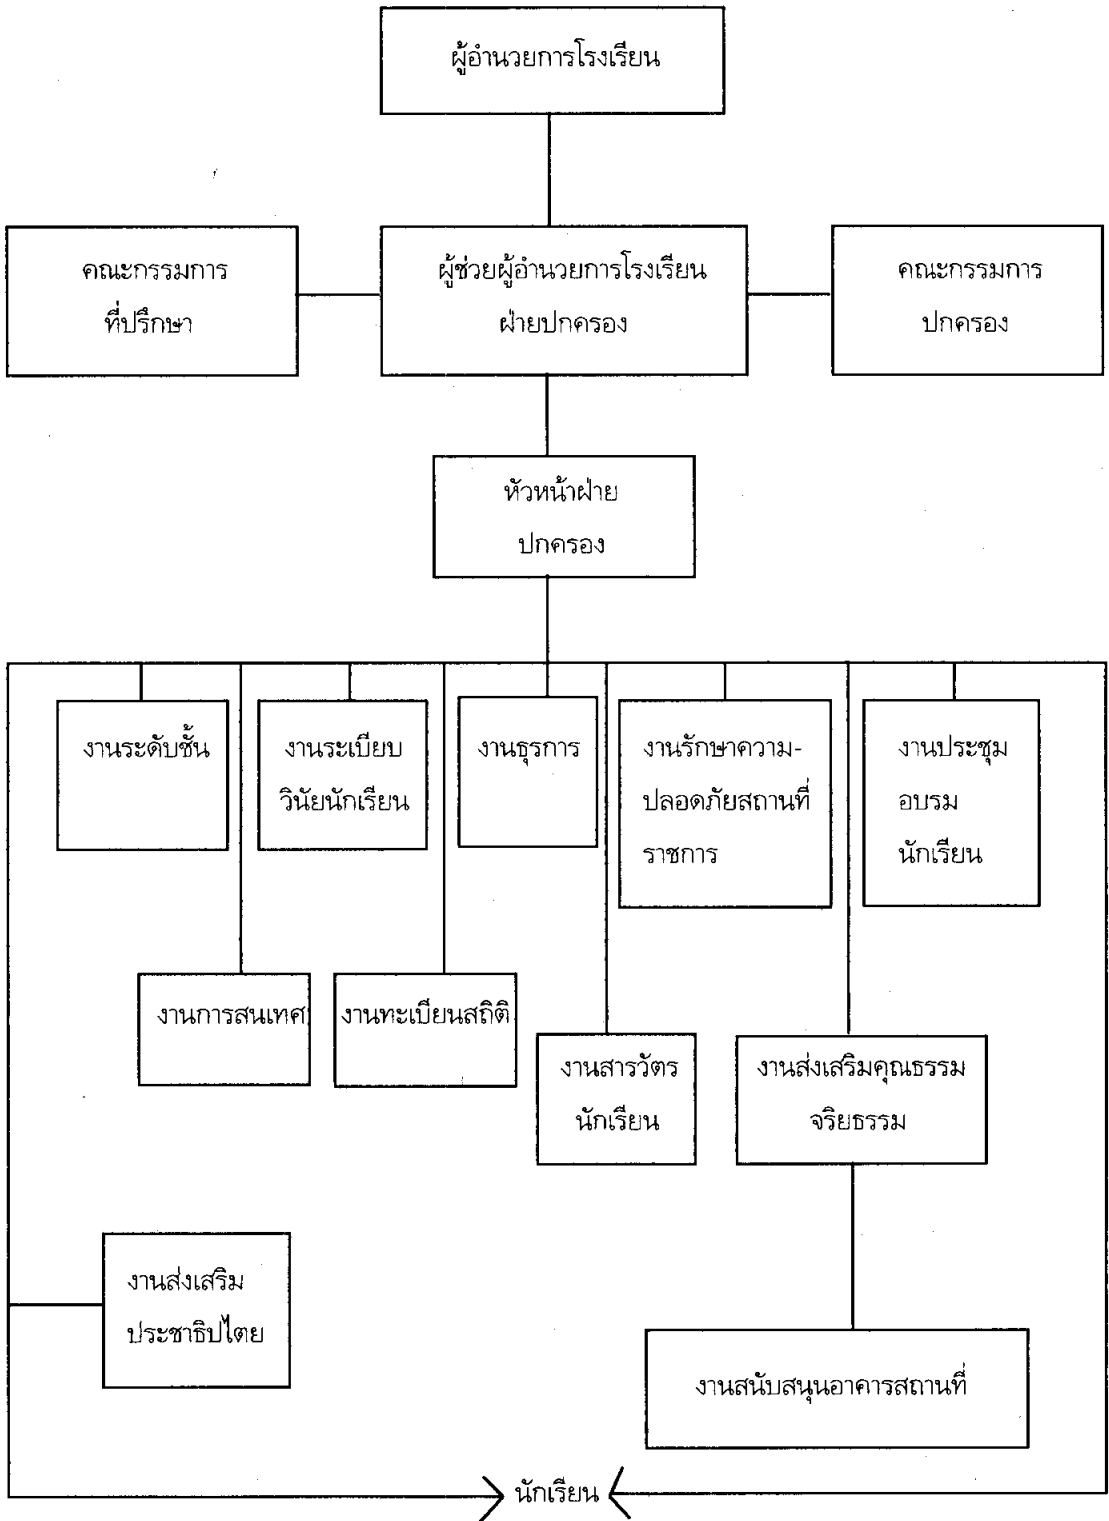 ผู้อำนวยการโรงเรียน
คณะกรรมการ
ที่ปรึกษา
ผู้ช่วยผู้อำนวยการโรงเรียน
ฝ่ายปกครอง
คณะกรรมการ
ปกครอง
หัวหน้าฝ่าย
ปกครอง
งานระดับชั้น
งานระเบียบ
วินัยนักเรียน
งานธุรการ
งานรักษาความ-
ปลอดภัยสถานที่
ราชการ
งานประชุม
อบรม
นักเรียน
งานการสนเทศ
งานทะเบียนสถิติ
งานสารวัตร
นักเรียน
งานส่งเสริมคุณธรรม
จริยธรรม
งานส่งเสริม
ประชาธิปไตย
งานสนับสนุนอาคารสถานที่
นักเรียน